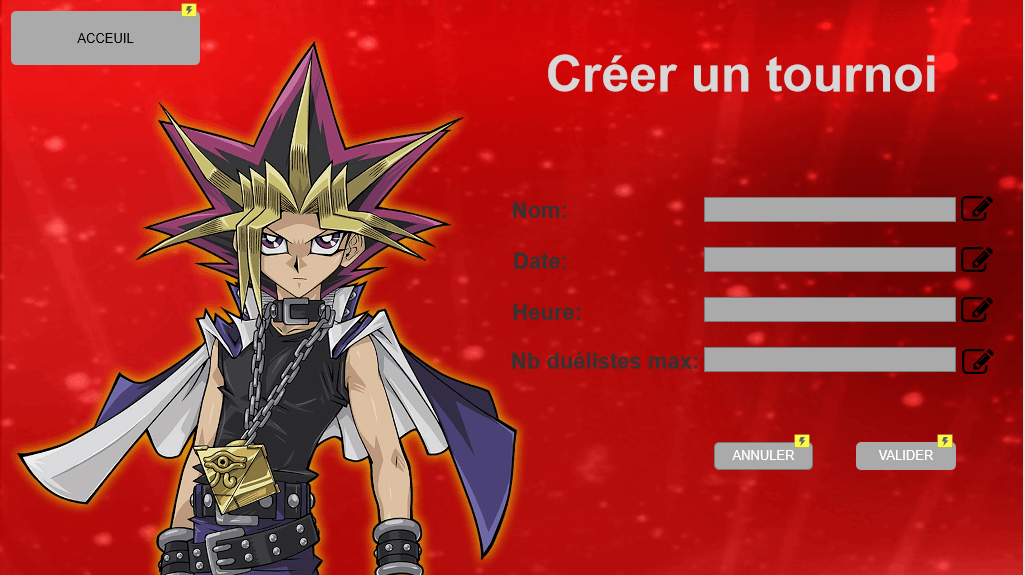 ACCEUIL
Créer un tournoi
Nom:
Date:
Heure:
Nb duélistes max:
ANNULER
VALIDER